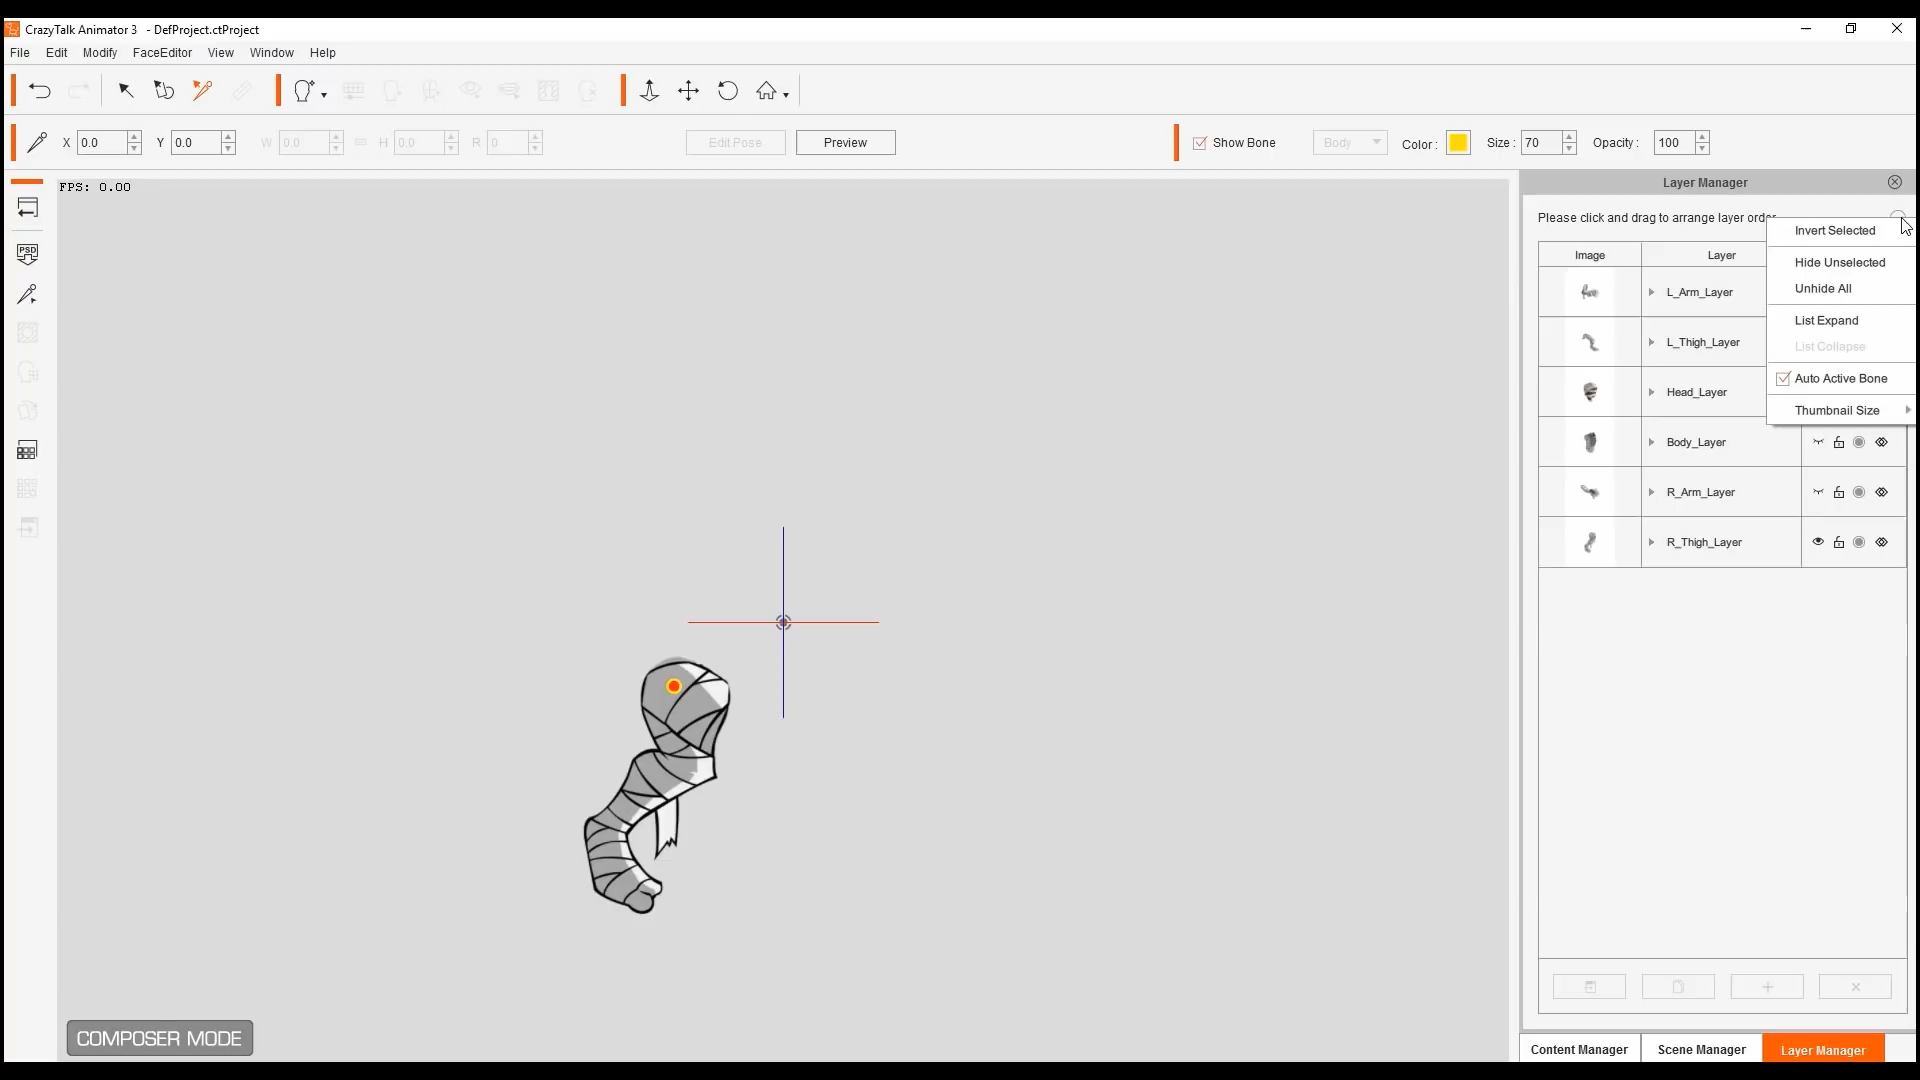 CrazyTalk Animator 3 - DefProject.ctProject
File Edit Modify FaceEditor View Window Help
X 0.0 Y 0.0 W 0.0 H 0.0 R 0 Edit Pose Preview Show Bone Body Color : Size : 70 Opacity : 100
FPS: 0.00
PSD
Layer Manager
Please click and drag to arrange layer order
Invert Selected
Hide Unselected
Unhide All
List Expand
List Collapse
Auto Active Bone
Thumbnail Size
Image Layer
L_Arm_Layer
L_Thigh_Layer
Head_Layer
Body_Layer
R_Arm_Layer
R_Thigh_Layer
COMPOSER MODE
Content Manager Scene Manager Layer Manager